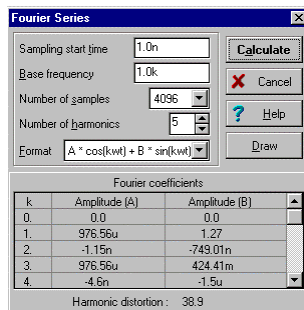 Fourier Series
Sampling start time 1.0n
Base frequency 1.0k
Number of samples 4096
Number of harmonics 5
Format A * cos(kwt) + B * sin(kwt)
Calculate
Cancel
Help
Draw
Fourier coefficients
k Amplitude (A) Amplitude (B)
0. 0.0 0.0
1. 976.56u 1.27
2. -1.15n -749.01n
3. 976.56u 424.41m
4. -4.6n -1.5u
Harmonic distortion : 38.9